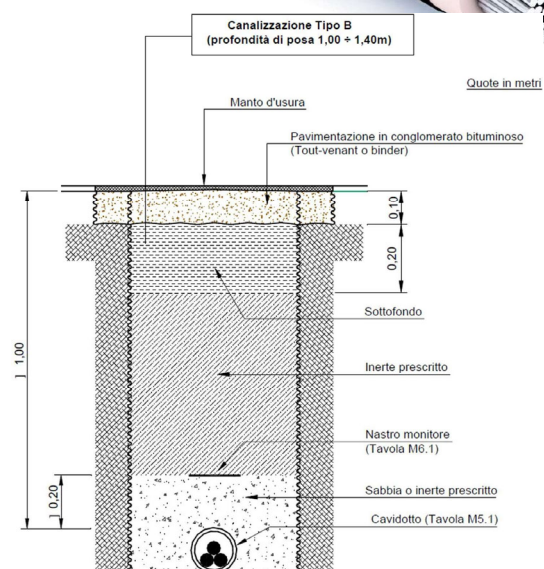 Canalizzazione Tipo B
(profondità di posa 1,00 ÷ 1,40m)
Quote in metri
Manto d'usura
Pavimentazione in conglomerato bituminoso
(Tout-venant o binder)
0,10
0,20
Sottofondo
] 1,00
Inerte prescritto
Nastro monitore
(Tavola M6.1)
] 0,20
Sabbia o inerte prescritto
Cavidotto (Tavola M5.1)